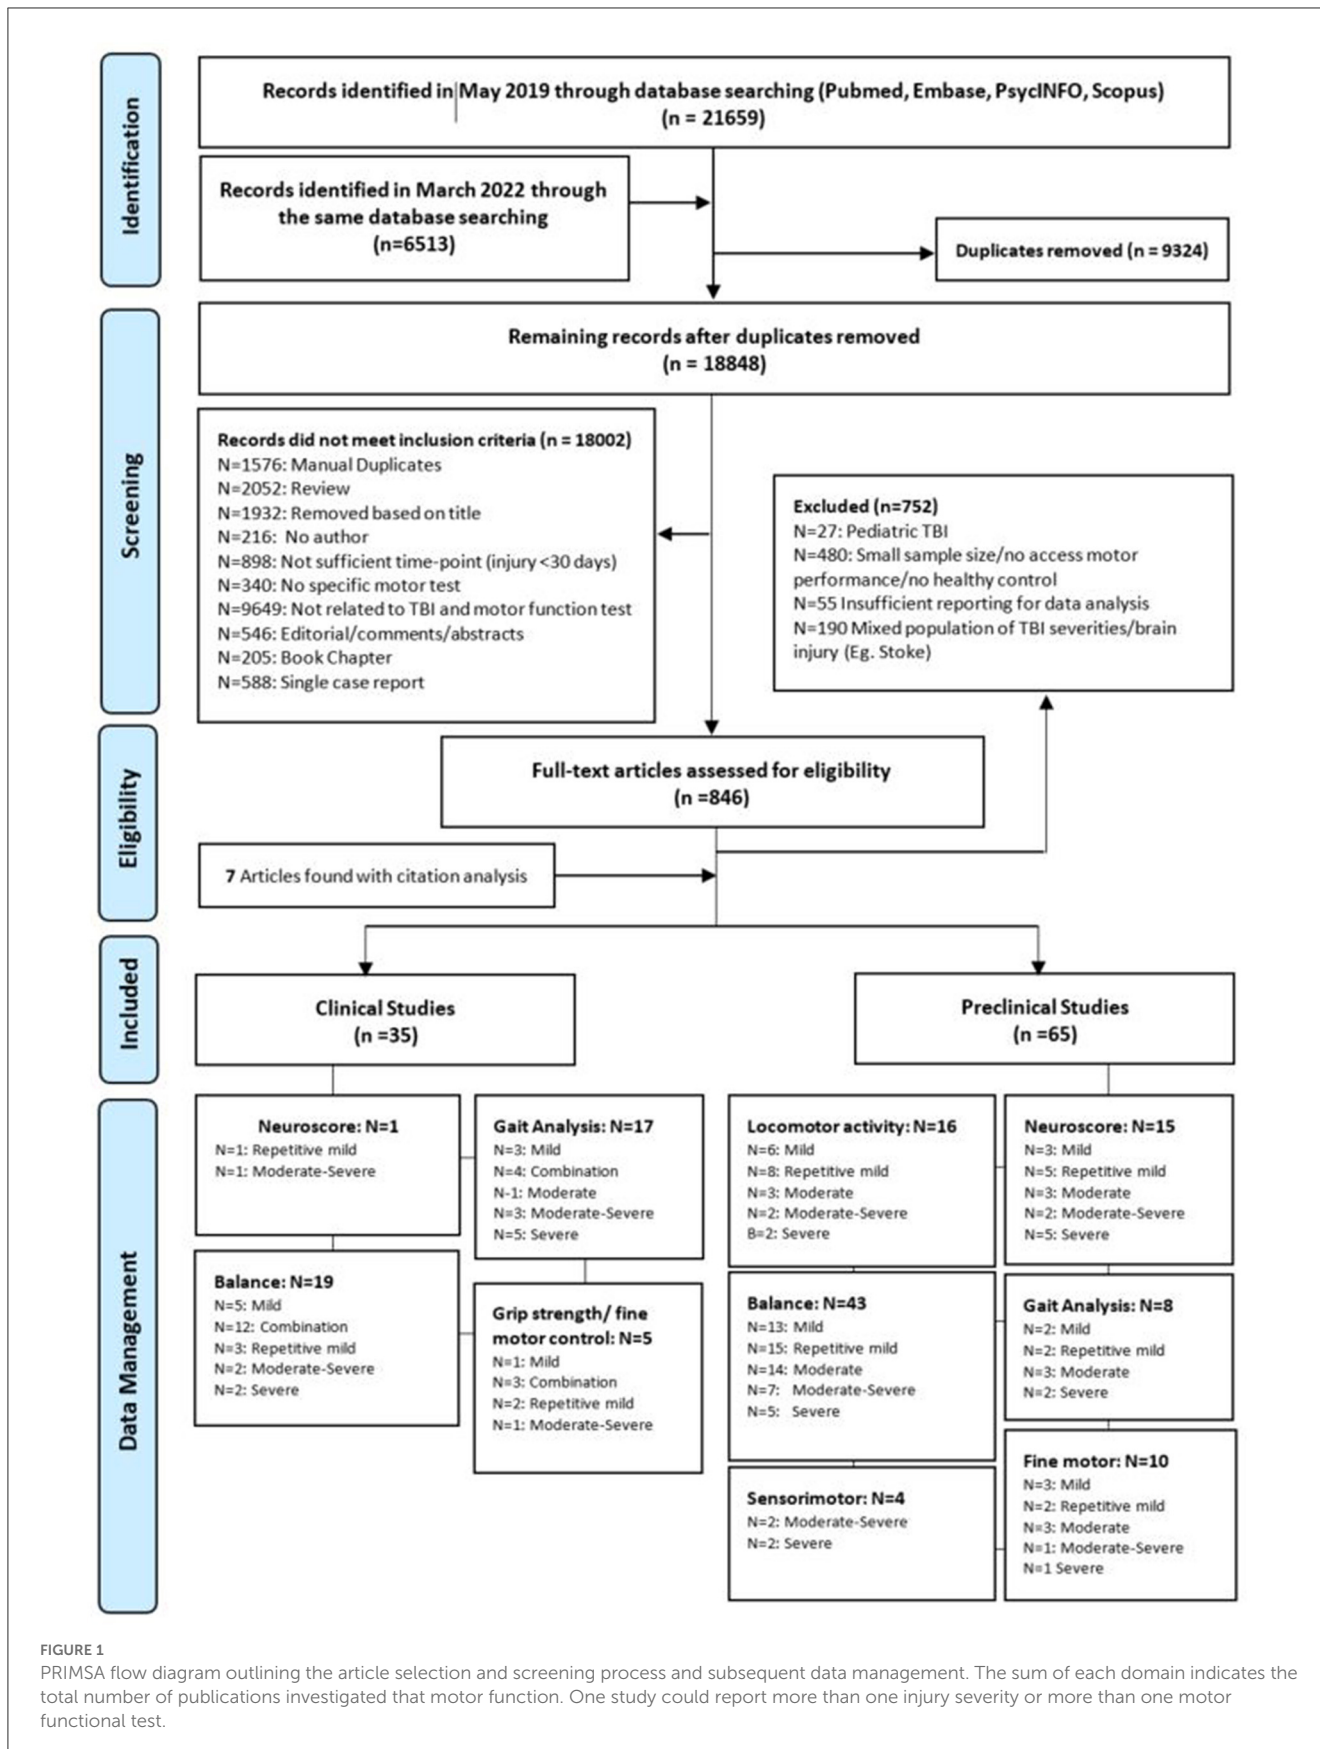 Identification
Records identified in May 2019 through database searching (Pubmed, Embase, PsycINFO, Scopus)
(n = 21659)
Records identified in March 2022 through
the same database searching
(n=6513)
Duplicates removed (n = 9324)
Screening
Remaining records after duplicates removed
(n = 18848)
Records did not meet inclusion criteria (n = 18002)
N=1576: Manual Duplicates
N=2052: Review
N=1932: Removed based on title
N=216: No author
N=898: Not sufficient time-point (injury <30 days)
N=340: No specific motor test
N=9649: Not related to TBI and motor function test
N=546: Editorial/comments/abstracts
N=205: Book Chapter
N=588: Single case report
Excluded (n=752)
N=27: Pediatric TBI
N=480: Small sample size/no access motor
performance/no healthy control
N=55 Insufficient reporting for data analysis
N=190 Mixed population of TBI severities/brain
injury (Eg. Stoke)
Eligibility
Full-text articles assessed for eligibility
(n =846)
7 Articles found with citation analysis
Included
Clinical Studies
(n =35)
Preclinical Studies
(n =65)
Data Management
Neuroscore: N=1
N=1: Repetitive mild
N=1: Moderate-Severe
Gait Analysis: N=17
N=3: Mild
N=4: Combination
N-1: Moderate
N=3: Moderate-Severe
N=5: Severe
Balance: N=19
N=5: Mild
N=12: Combination
N=3: Repetitive mild
N=2: Moderate-Severe
N=2: Severe
Grip strength/ fine
motor control: N=5
N=1: Mild
N=3: Combination
N=2: Repetitive mild
N=1: Moderate-Severe
Locomotor activity: N=16
N=6: Mild
N=8: Repetitive mild
N=3: Moderate
N=2: Moderate-Severe
B=2: Severe
Neuroscore: N=15
N=3: Mild
N=5: Repetitive mild
N=3: Moderate
N=2: Moderate-Severe
N=5: Severe
Balance: N=43
N=13: Mild
N=15: Repetitive mild
N=14: Moderate
N=7: Moderate-Severe
N=5: Severe
Gait Analysis: N=8
N=2: Mild
N=2: Repetitive mild
N=3: Moderate
N=2: Severe
Sensorimotor: N=4
N=2: Moderate-Severe
N=2: Severe
Fine motor: N=10
N=3: Mild
N=2: Repetitive mild
N=3: Moderate
N=1: Moderate-Severe
N=1 Severe
FIGURE 1
PRIMSA flow diagram outlining the article selection and screening process and subsequent data management. The sum of each domain indicates the
total number of publications investigated that motor function. One study could report more than one injury severity or more than one motor
functional test.